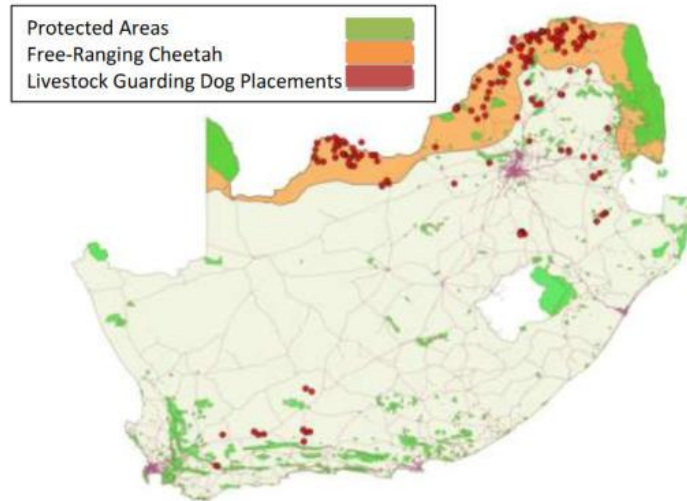 Protected Areas
Free-Ranging Cheetah
Livestock Guarding Dog Placements